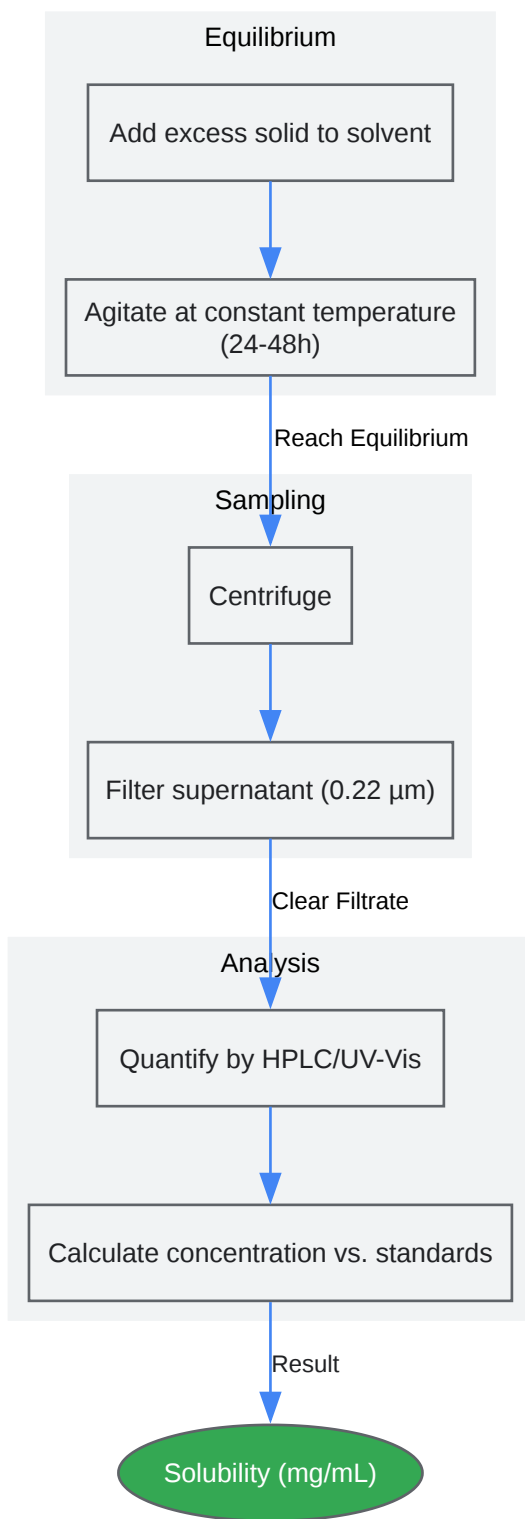 Equilibrium
Add excess solid to solvent
Agitate at constant temperature
(24-48h)
Reach Equilibrium
Sampling
Centrifuge
Filter supernatant (0.22 µm)
Clear Filtrate
Analysis
Quantify by HPLC/UV-Vis
Calculate concentration vs. standards
Result
Solubility (mg/mL)